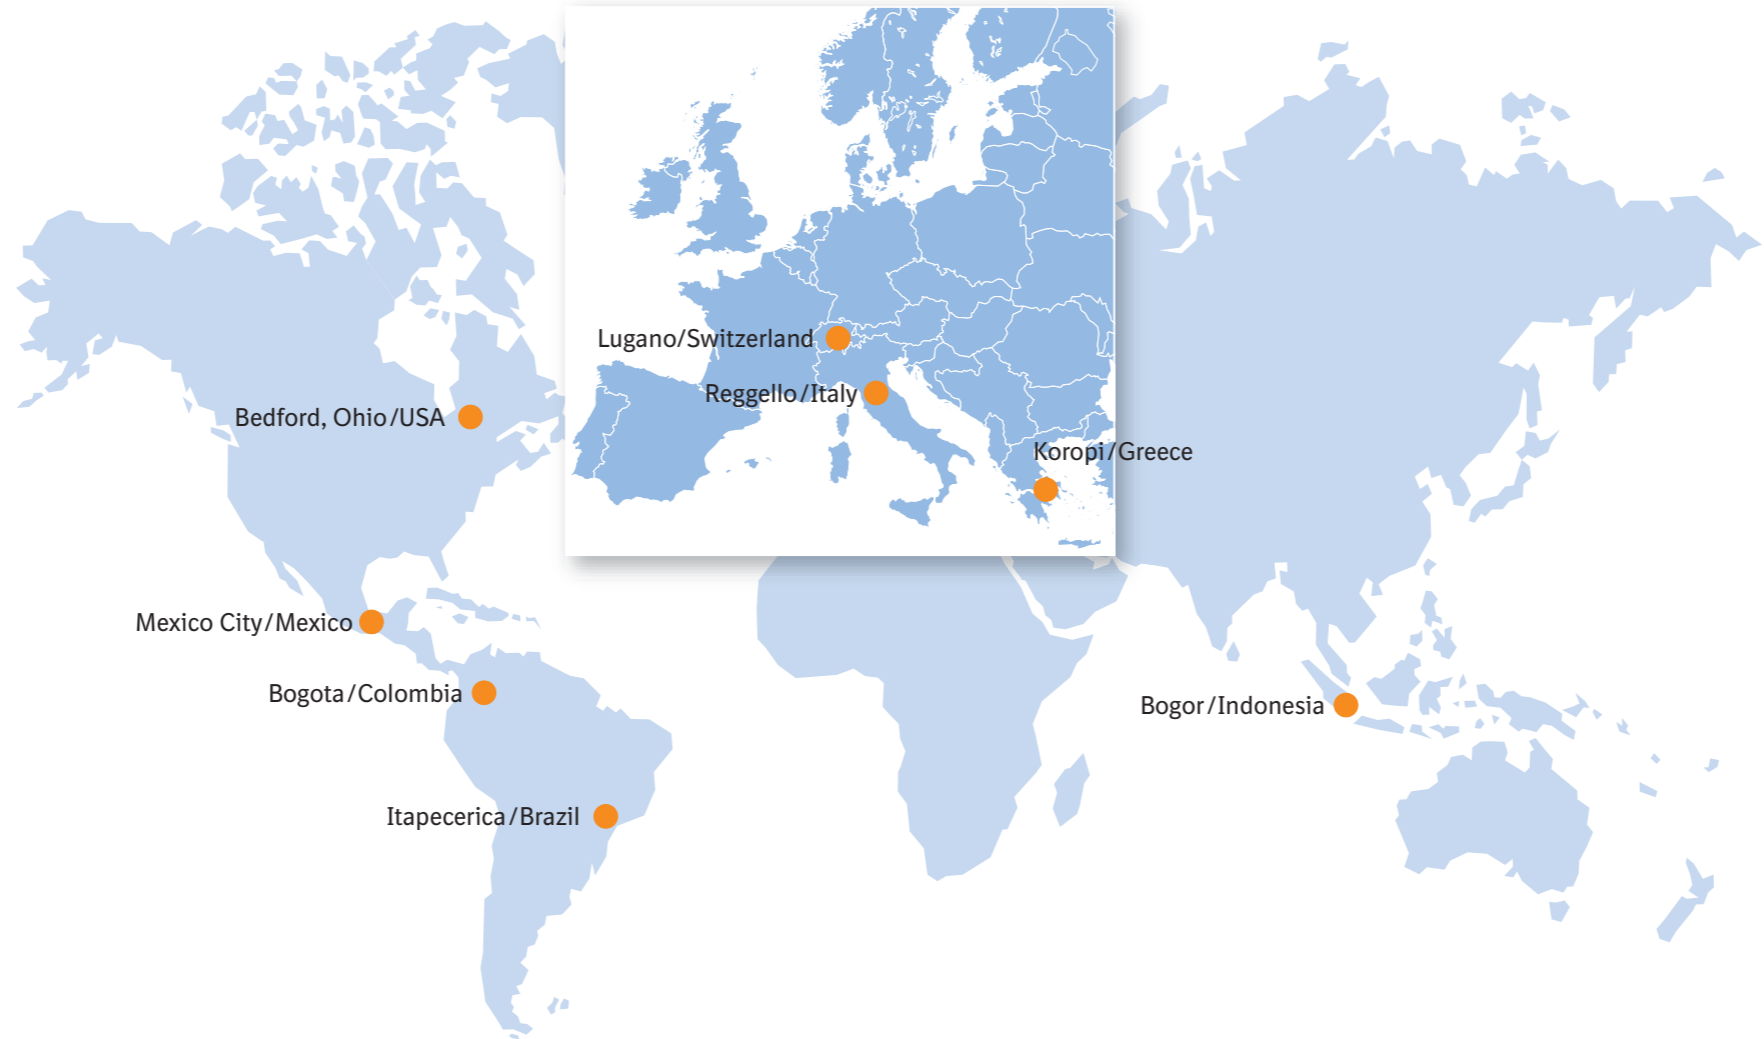 Lugano/Switzerland
Reggello/Italy
Bedford, Ohio/USA
Koropi/Greece
Mexico City/Mexico
Bogota/Colombia
Bogor/Indonesia
Itapecerica/Brazil